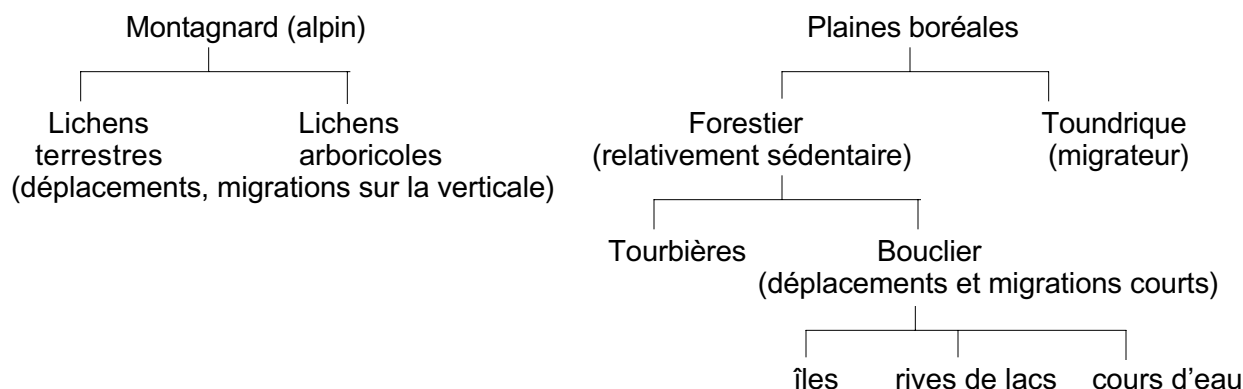 Montagnard (alpin)
Lichens terrestres
Lichens arboricoles
(déplacements, migrations sur la verticale)
Plaines boréales
Forestier
(relativement sédentaire)
Toundrique
(migrateur)
Tourbières
Bouclier
(déplacements et migrations courts)
îles
rives de lacs
cours d'eau